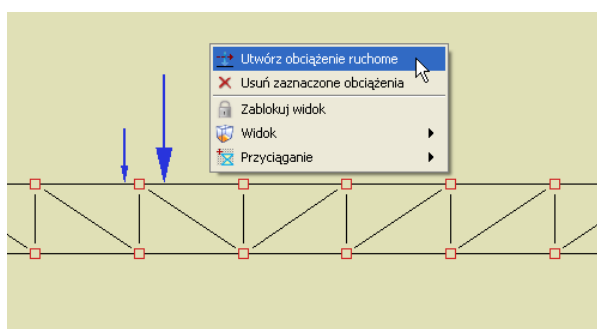 Utwórz obciążenie ruchome
Usuń zaznaczone obciążenia
Zablokuj widok
Widok
Przyciąganie